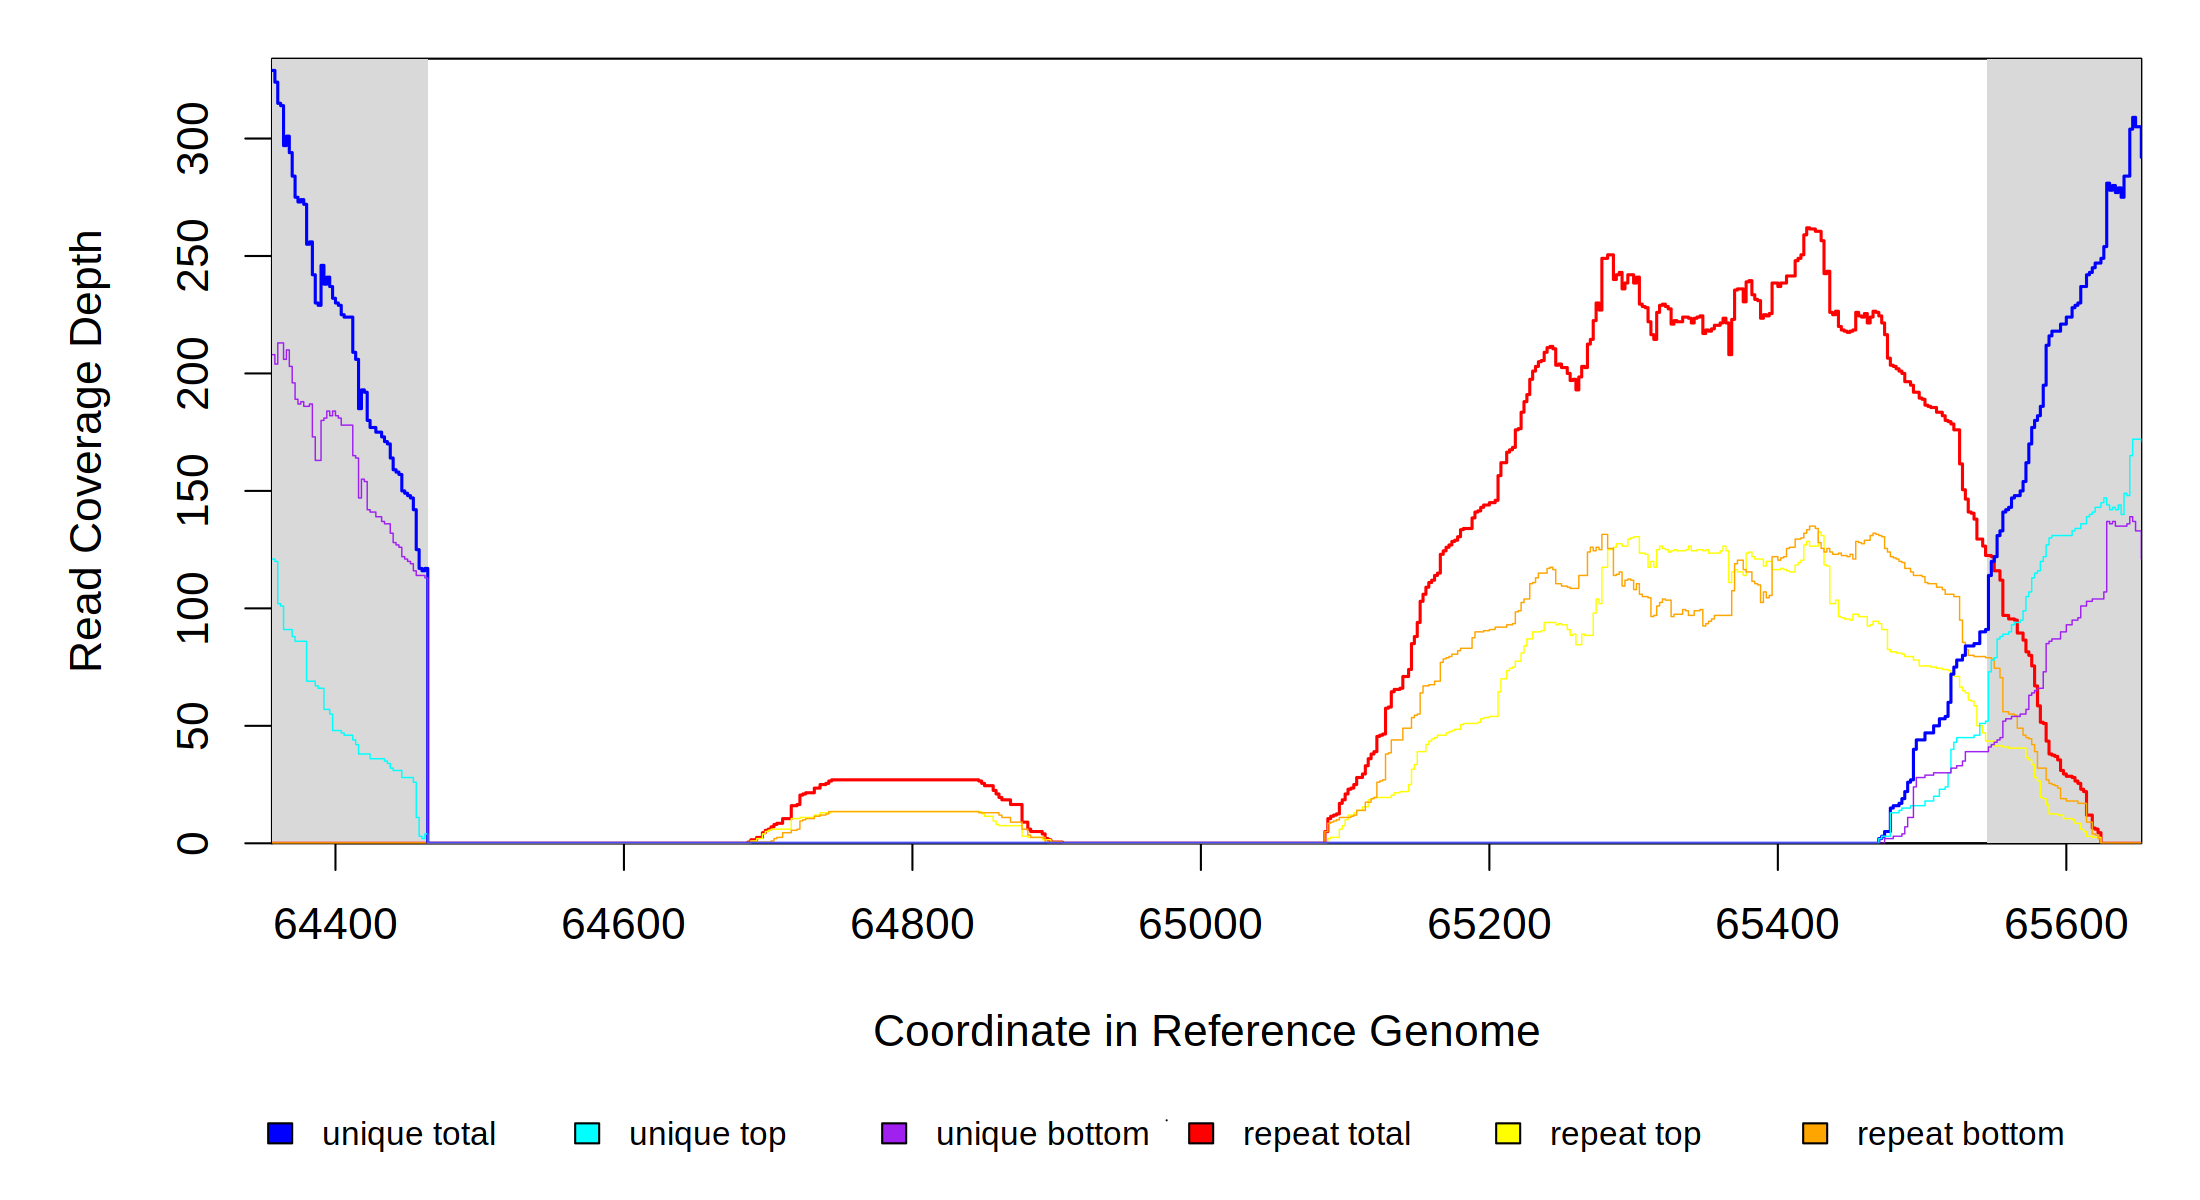 Read Coverage Depth
300
250
200
150
100
50
0
64400 64600 64800 65000 65200 65400 65600
Coordinate in Reference Genome
unique total unique top unique bottom repeat total repeat top repeat bottom